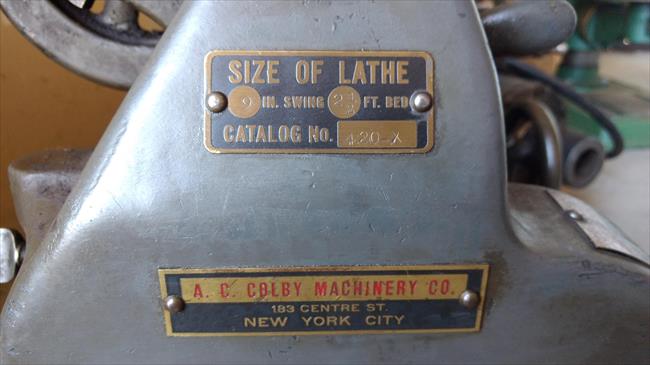 SIZE OF LATHE
9 IN. SWING 2½ FT. BED
CATALOG No. 420-X
A. C. COLBY MACHINERY CO.
183 CENTRE ST.
NEW YORK CITY